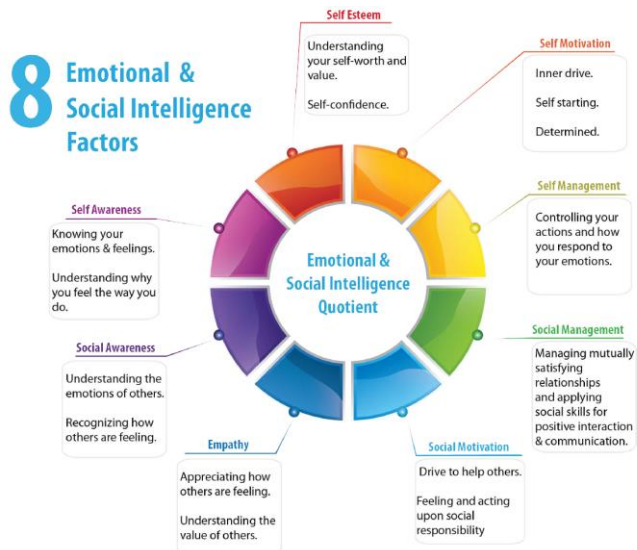 8
Emotional &
Social Intelligence
Factors
Self Esteem
Understanding
your self-worth and
value.
Self-confidence.
Self Motivation
Inner drive.
Self starting.
Determined.
Self Management
Controlling your
actions and how
you respond to
your emotions.
Social Management
Managing mutually
satisfying
relationships
and applying
social skills for
positive interaction
& communication.
Social Motivation
Drive to help others.
Feeling and acting
upon social
responsibility
Empathy
Appreciating how
others are feeling.
Understanding the
value of others.
Social Awareness
Understanding the
emotions of others.
Recognizing how
others are feeling.
Self Awareness
Knowing your
emotions & feelings.
Understanding why
you feel the way you
do.
Emotional &
Social Intelligence
Quotient